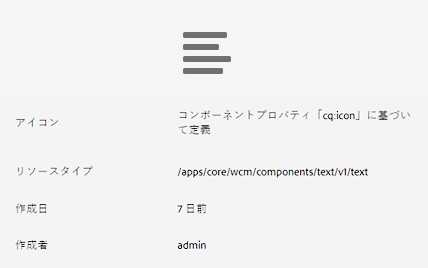 アイコン
コンポーネントプロパティ「cq:icon」に基づい
て定義
リソースタイプ
/apps/core/wcm/components/text/v1/text
作成日
7 日前
作成者
admin